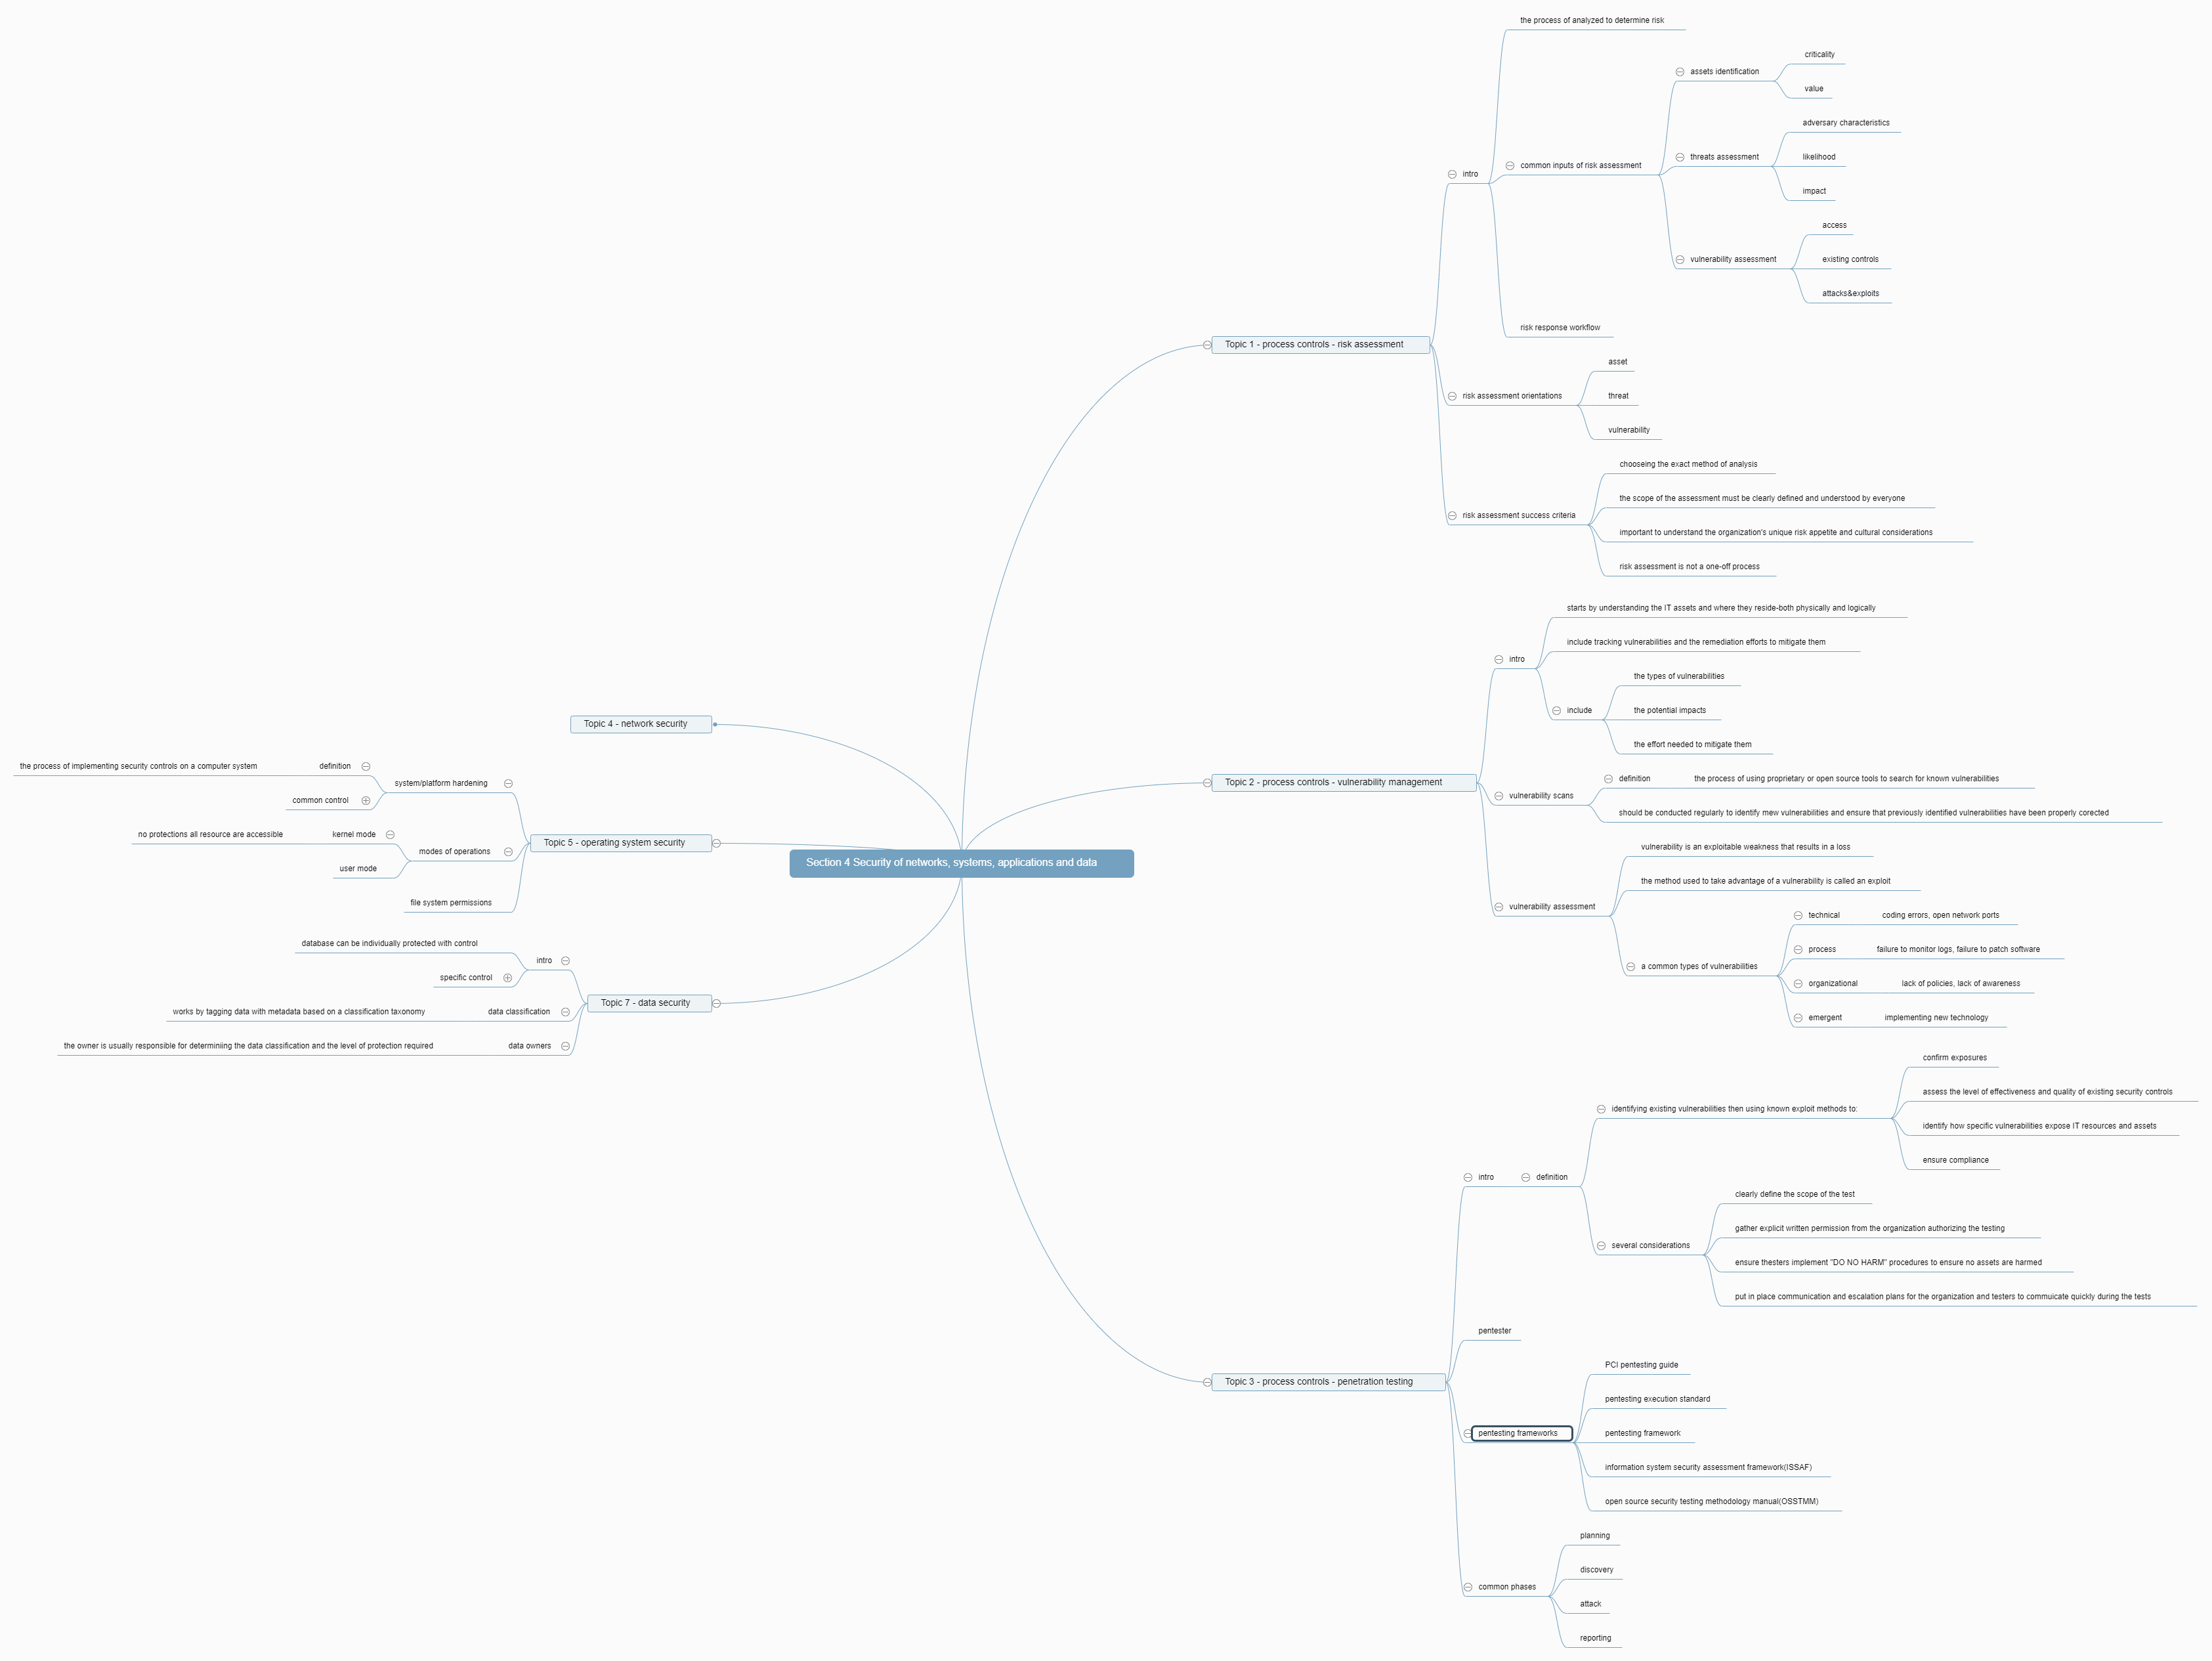 Section 4 Security of networks, systems, applications and data
Topic 1 - process controls - risk assessment
intro
the process of analyzed to determine risk
common inputs of risk assessment
assets identification
criticality
value
threats assessment
adversary characteristics
likelihood
impact
vulnerability assessment
access
existing controls
attacks&exploits
risk response workflow
risk assessment orientations
asset
threat
vulnerability
risk assessment success criteria
chooseing the exact method of analysis
the scope of the assessment must be clearly defined and understood by everyone
important to understand the organization's unique risk appetite and cultural considerations
risk assessment is not a one-off process
Topic 2 - process controls - vulnerability management
intro
starts by understanding the IT assets and where they reside-both physically and logically
include tracking vulnerabilities and the remediation efforts to mitigate them
include
the types of vulnerabilities
the potential impacts
the effort needed to mitigate them
vulnerability scans
definition
the process of using proprietary or open source tools to search for known vulnerabilities
should be conducted regularly to identify mew vulnerabilities and ensure that previously identified vulnerabilities have been properly corected
vulnerability assessment
vulnerability is an exploitable weakness that results in a loss
the method used to take advantage of a vulnerability is called an exploit
a common types of vulnerabilities
technical
coding errors, open network ports
process
failure to monitor logs, failure to patch software
organizational
lack of policies, lack of awareness
emergent
implementing new technology
Topic 3 - process controls - penetration testing
intro
definition
identifying existing vulnerabilities then using known exploit methods to:
confirm exposures
assess the level of effectiveness and quality of existing security controls
identify how specific vulnerabilities expose IT resources and assets
ensure compliance
several considerations
clearly define the scope of the test
gather explicit written permission from the organization authorizing the testing
ensure thesters implement "DO NO HARM" procedures to ensure no assets are harmed
put in place communication and escalation plans for the organization and testers to commuicate quickly during the tests
pentester
pentesting frameworks
PCI pentesting guide
pentesting execution standard
pentesting framework
information system security assessment framework(ISSAF)
open source security testing methodology manual(OSSTMM)
common phases
planning
discovery
attack
reporting
Topic 4 - network security
Topic 5 - operating system security
system/platform hardening
definition
the process of implementing security controls on a computer system
common control
modes of operations
kernel mode
no protections all resource are accessible
user mode
file system permissions
Topic 7 - data security
intro
database can be individually protected with control
specific control
data classification
works by tagging data with metadata based on a classification taxonomy
data owners
the owner is usually responsible for determiniing the data classification and the level of protection required